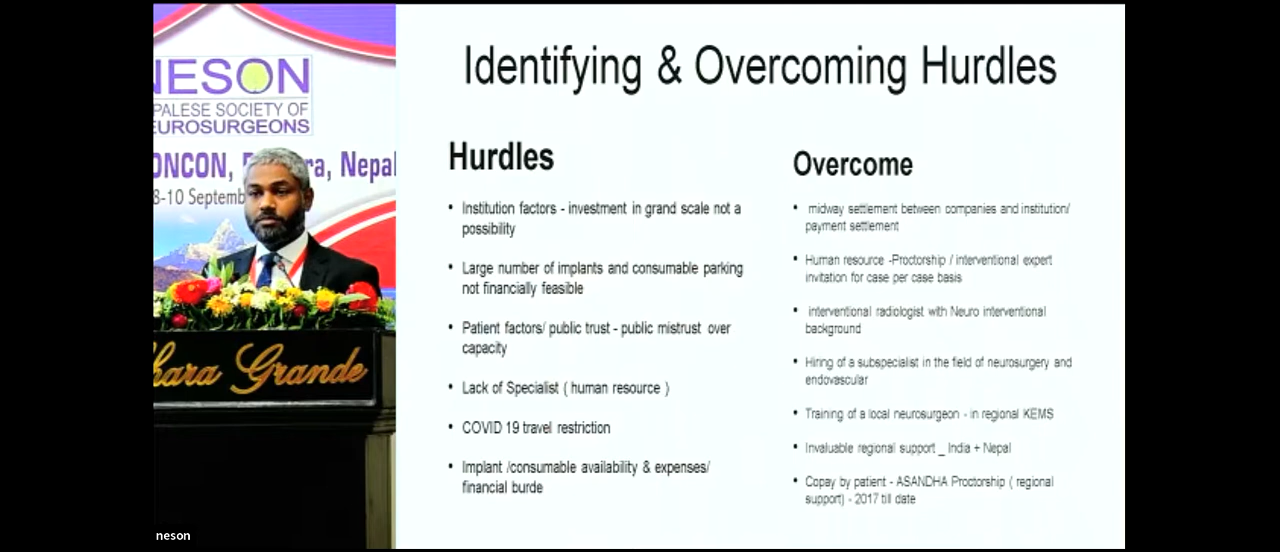 NESON
PALESE SOCIETY OF
EUROSURGEONS
ONCON,
ra, Nepal
8-10 Septemb
hara Grande
neson
Identifying & Overcoming Hurdles
Hurdles
• Institution factors - investment in grand scale not a
possibility
• Large number of implants and consumable parking
not financially feasible
• Patient factors/ public trust - public mistrust over
capacity
• Lack of Specialist ( human resource )
• COVID 19 travel restriction
• Implant /consumable availability & expenses/
financial burde
Overcome
• midway settlement between companies and institution/
payment settlement
• Human resource -Proctorship / interventional expert
invitation for case per case basis
• interventional radiologist with Neuro interventional
background
• Hiring of a subspecialist in the field of neurosurgery and
endovascular
• Training of a local neurosurgeon - in regional KEMS
• Invaluable regional support _ India + Nepal
• Copay by patient - ASANDHA Proctorship ( regional
support) - 2017 till date